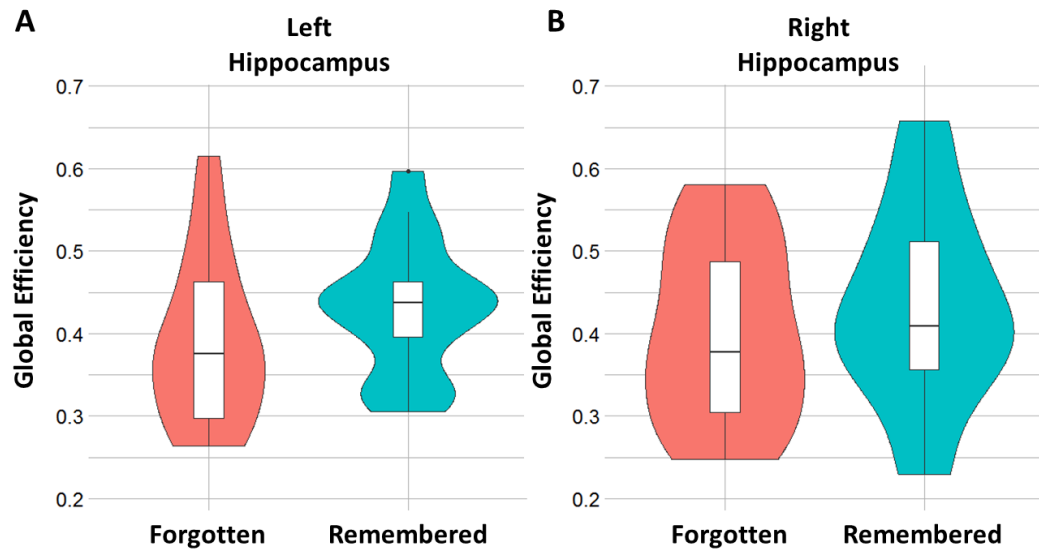 A
Left
Hippocampus
Global Efficiency
0.7
0.6
0.5
0.4
0.3
0.2
Forgotten
Remembered
B
Right
Hippocampus
Global Efficiency
0.7
0.6
0.5
0.4
0.3
0.2
Forgotten
Remembered